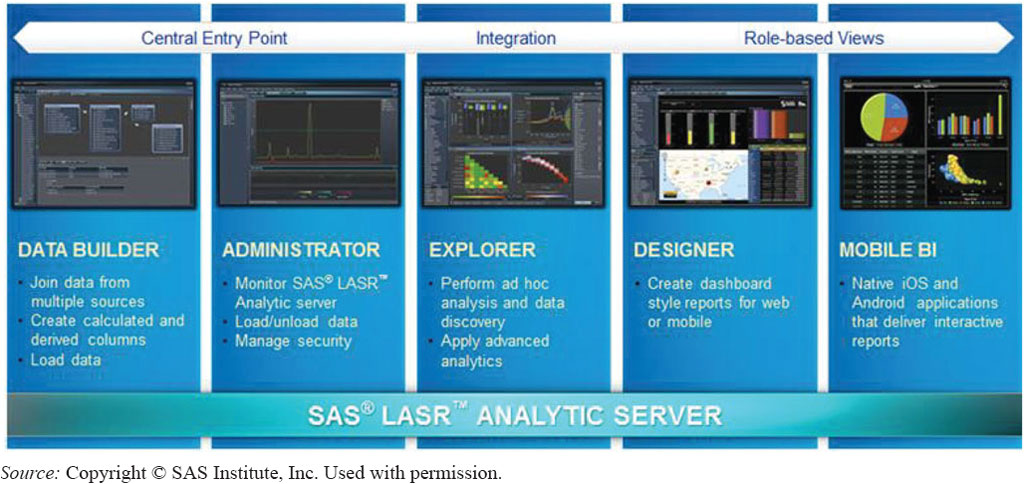 Central Entry Point
Integration
Role-based Views
DATA BUILDER
• Join data from
multiple sources
• Create calculated and
derived columns
• Load data
ADMINISTRATOR
• Monitor SAS® LASR™
Analytic server
• Load/unload data
• Manage security
EXPLORER
• Perform ad hoc
analysis and data
discovery
• Apply advanced
analytics
DESIGNER
• Create dashboard
style reports for web
or mobile
MOBILE BI
• Native iOS and
Android applications
that deliver interactive
reports
SAS® LASR™ ANALYTIC SERVER
Source: Copyright © SAS Institute, Inc. Used with permission.